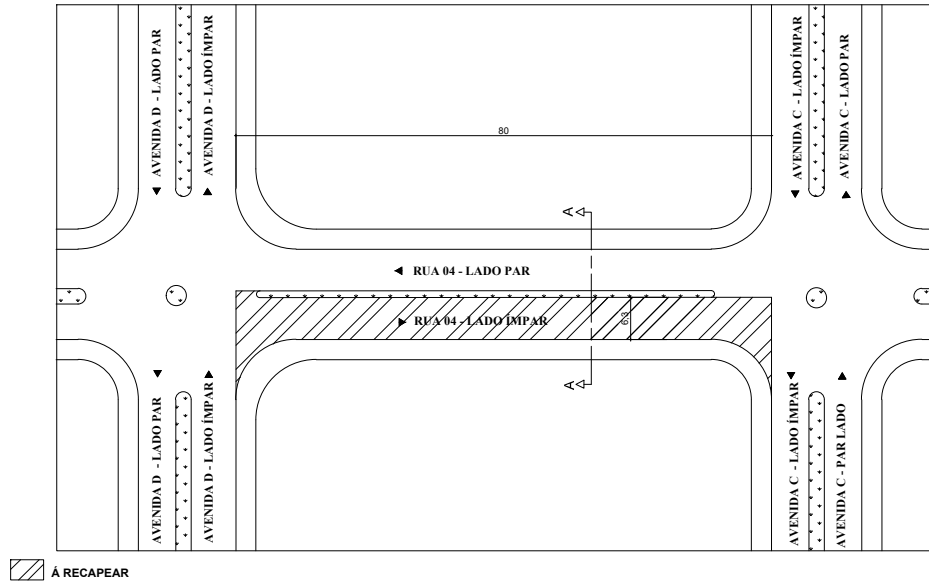 AVENIDA D - LADO PAR
AVENIDA D - LADO ÍMPAR
80
AVENIDA C - LADO ÍMPAR
AVENIDA C - LADO PAR
A
RUA 04 - LADO PAR
RUA 04 - LADO ÍMPAR
6,3
A
AVENIDA D - LADO PAR
AVENIDA D - LADO ÍMPAR
AVENIDA C - LADO ÍMPAR
AVENIDA C - PAR LADO
Á RECAPEAR